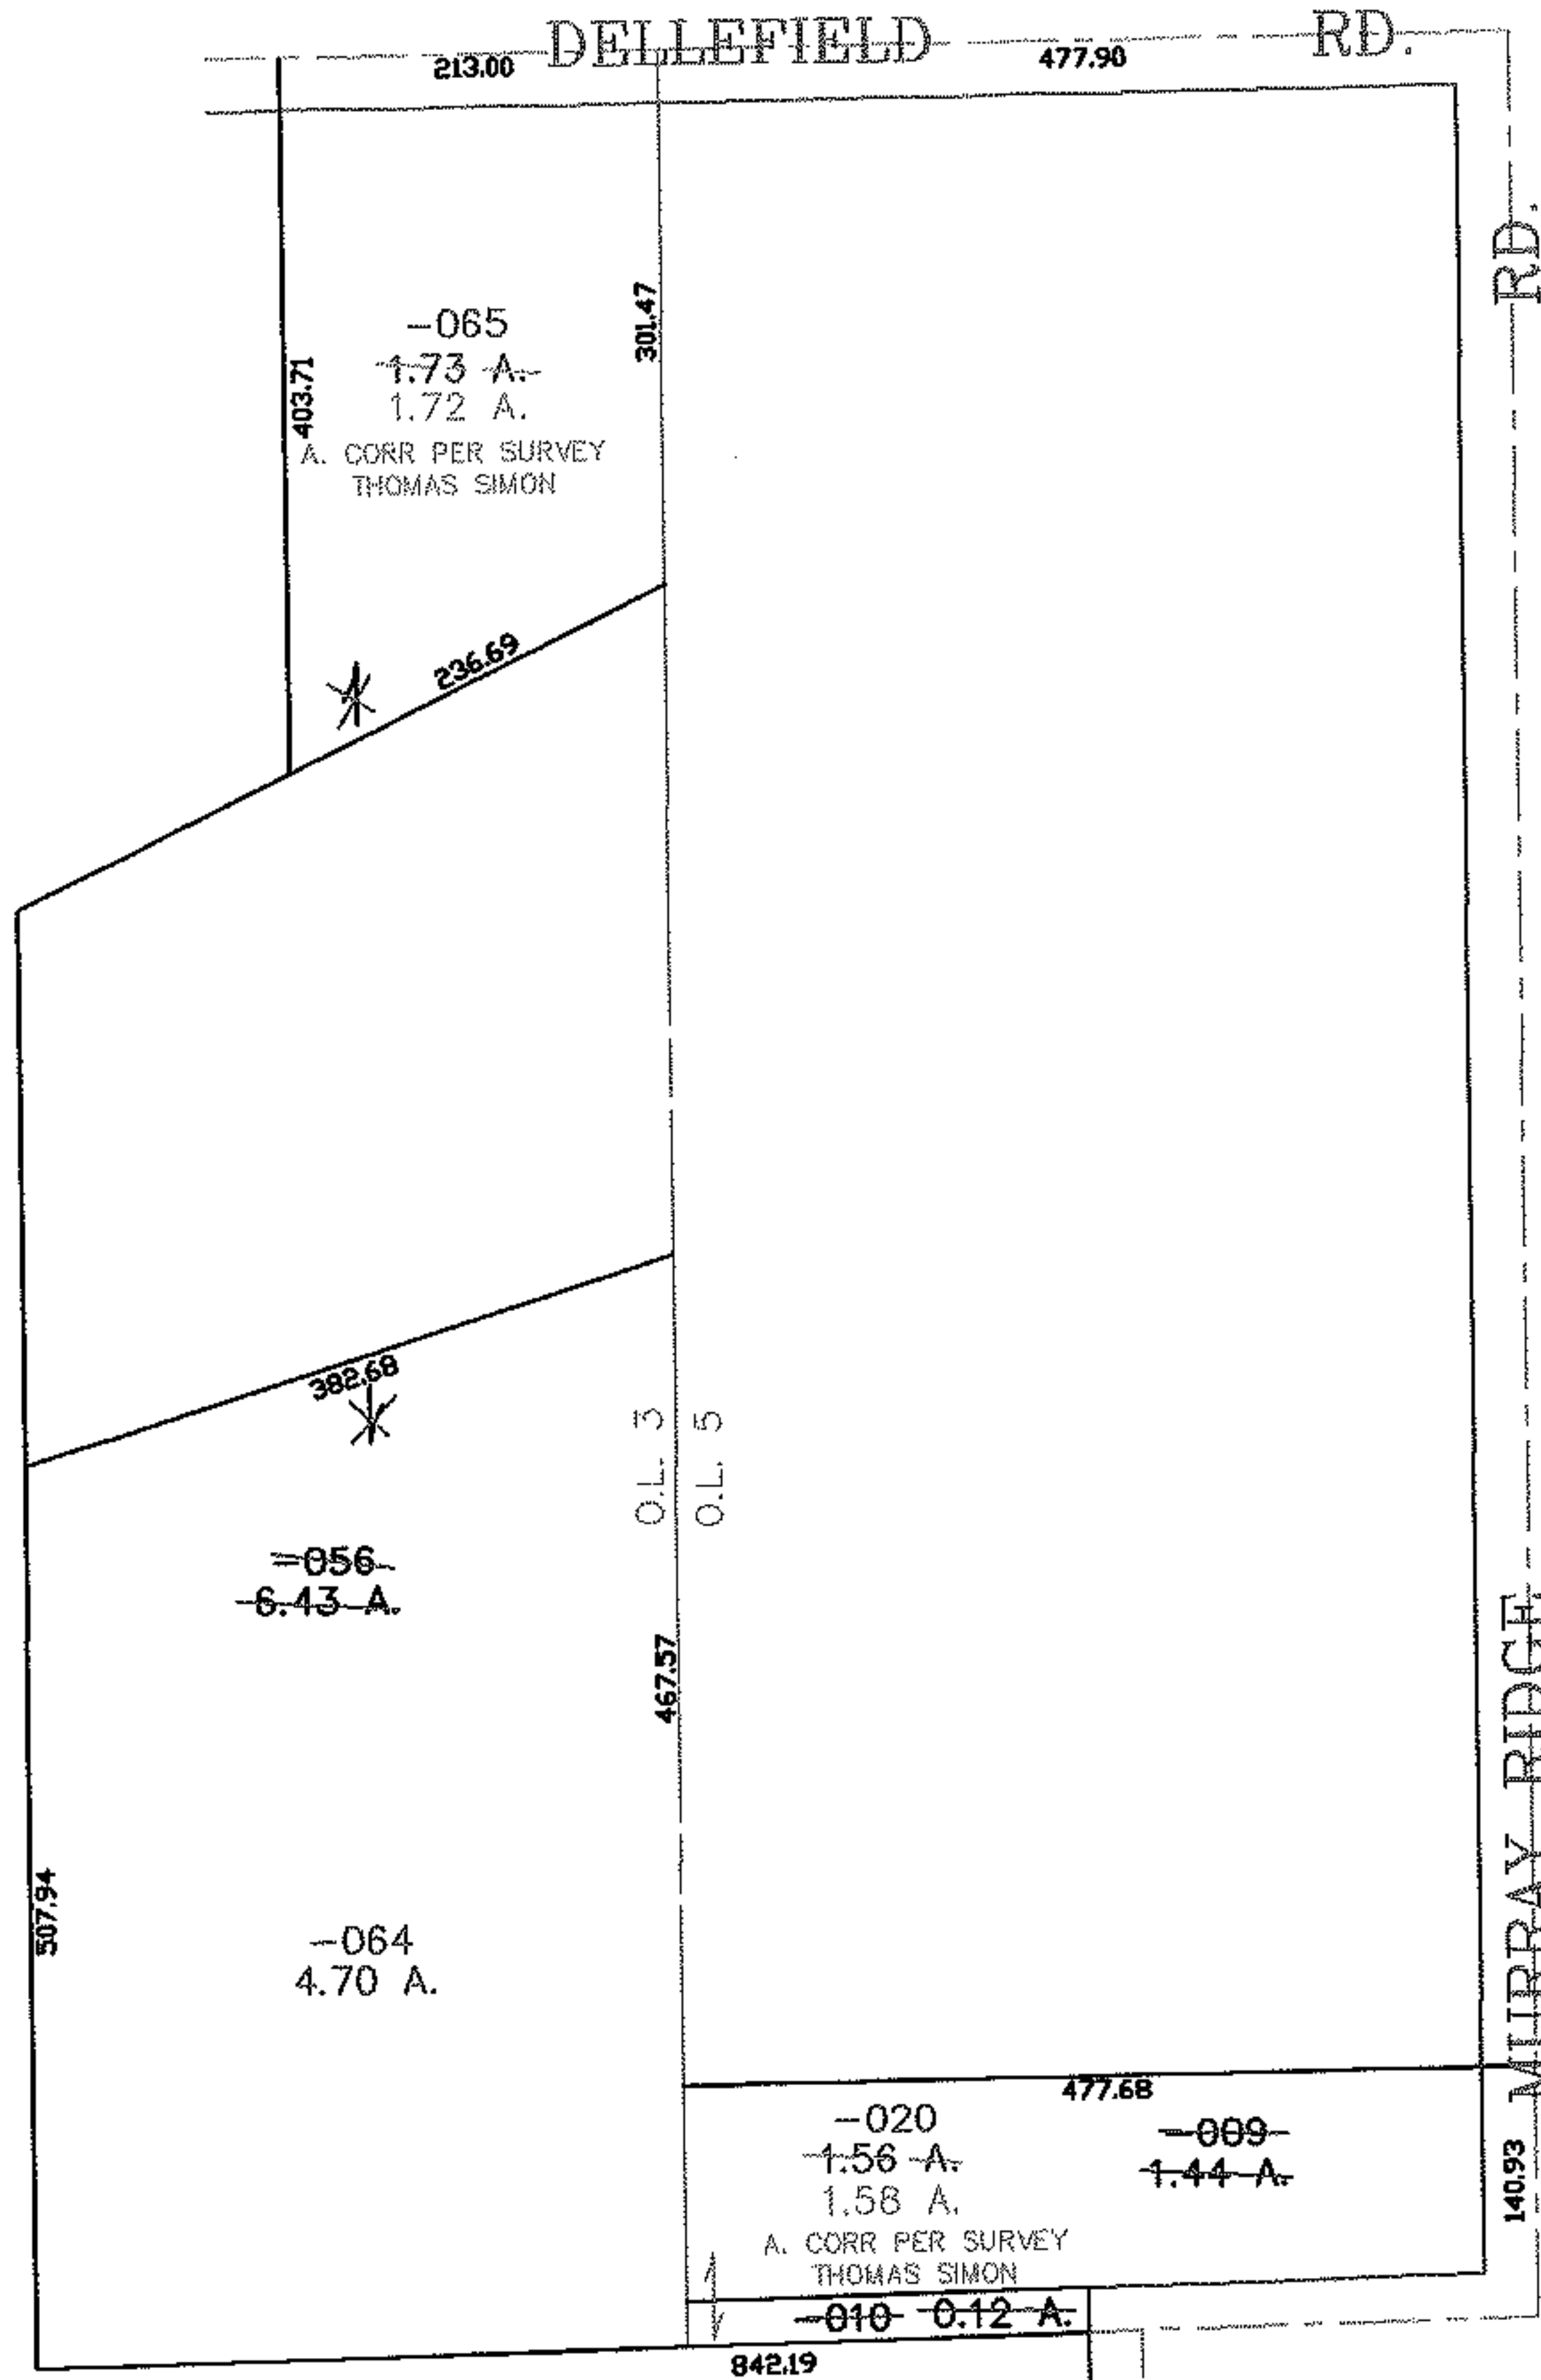 DELLEFIELD RD.
213.00
477.90
RD.
301.47
403.71
-065
1.73 A.
1.72 A.
A. CORR PER SURVEY
THOMAS SIMON
236.69
382.68
O.L. 3
O.L. 5
-056
6.43 A.
467.57
507.94
-064
4.70 A.
MURRAY RIDGE
477.68
-020
1.56 A.
1.58 A.
A. CORR PER SURVEY
THOMAS SIMON
-009
1.44 A.
140.93
-010 0.12 A.
842.19